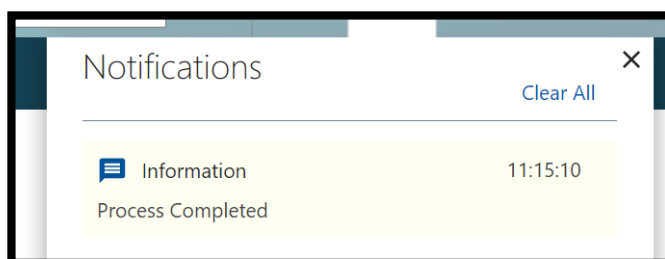 Notifications
Clear All
Information 11:15:10
Process Completed